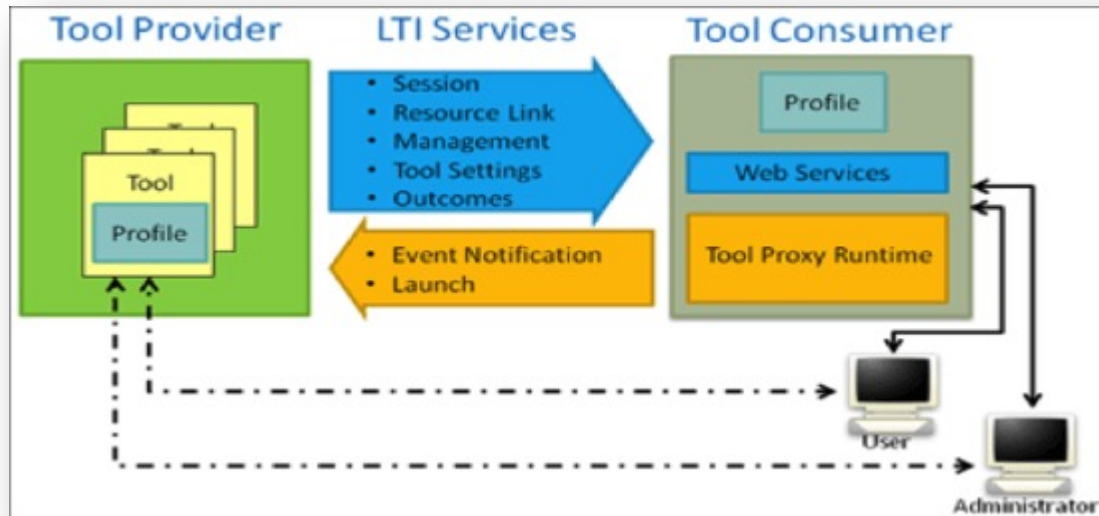 Tool Provider
LTI Services
Tool Consumer
• Session
• Resource Link
• Management
• Tool Settings
• Outcomes
• Event Notification
• Launch
Tool
Profile
Profile
Web Services
Tool Proxy Runtime
User
Administrator